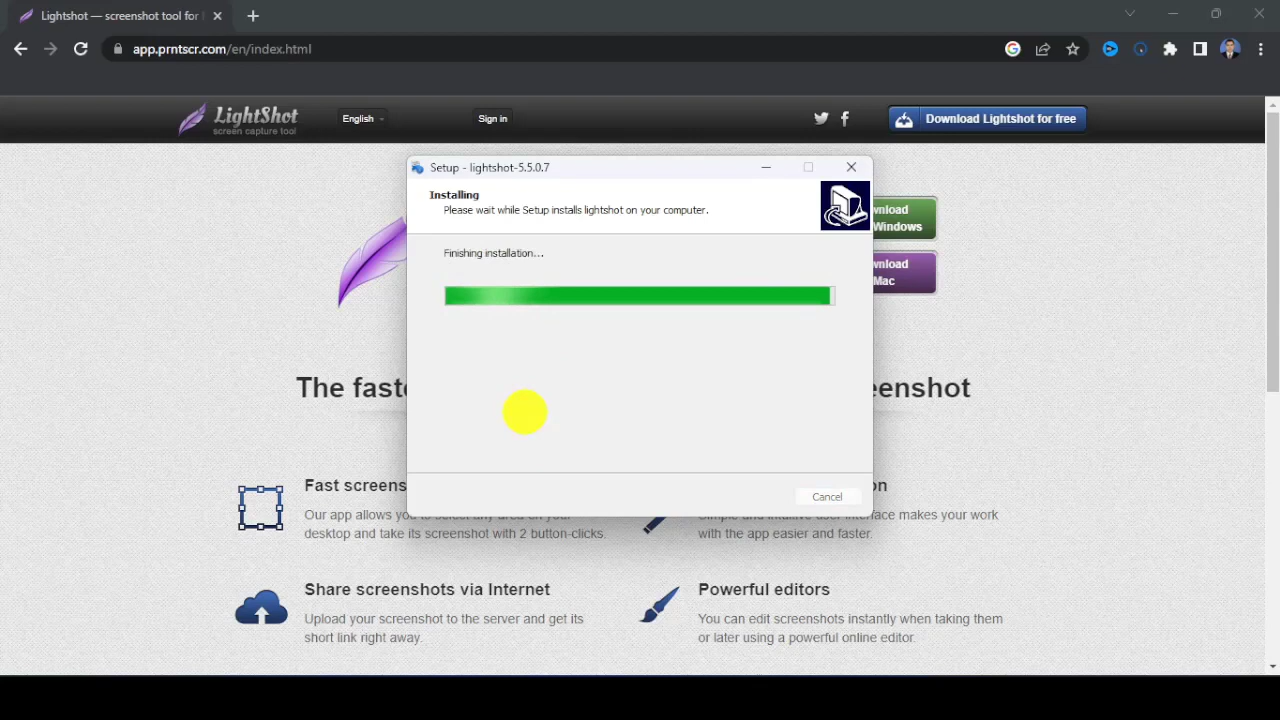 Lightshot — screenshot tool for
app.prntscr.com/en/index.html
LightShot
screen capture tool
English
Sign in
Download Lightshot for free
Setup - lightshot-5.5.0.7
Installing
Please wait while Setup installs lightshot on your computer.
Finishing installation...
Cancel
wnload
Windows
wnload
Mac
The faste
eenshot
Fast screens
Our app allows you to select any area on your
desktop and take its screenshot with 2 button-clicks.
on
Simple and intuitive user interface makes your work
with the app easier and faster.
Share screenshots via Internet
Upload your screenshot to the server and get its
short link right away.
Powerful editors
You can edit screenshots instantly when taking them
or later using a powerful online editor.